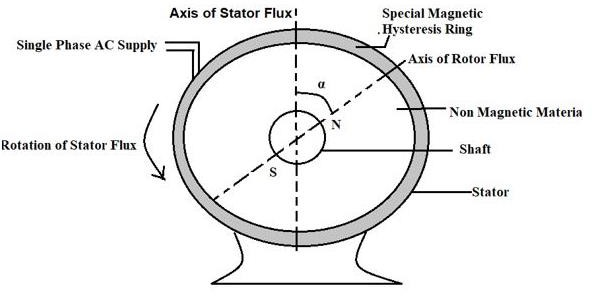 Axis of Stator Flux
Special Magnetic
Hysteresis Ring
Single Phase AC Supply
Axis of Rotor Flux
α
Non Magnetic Materia
N
Rotation of Stator Flux
Shaft
S
Stator